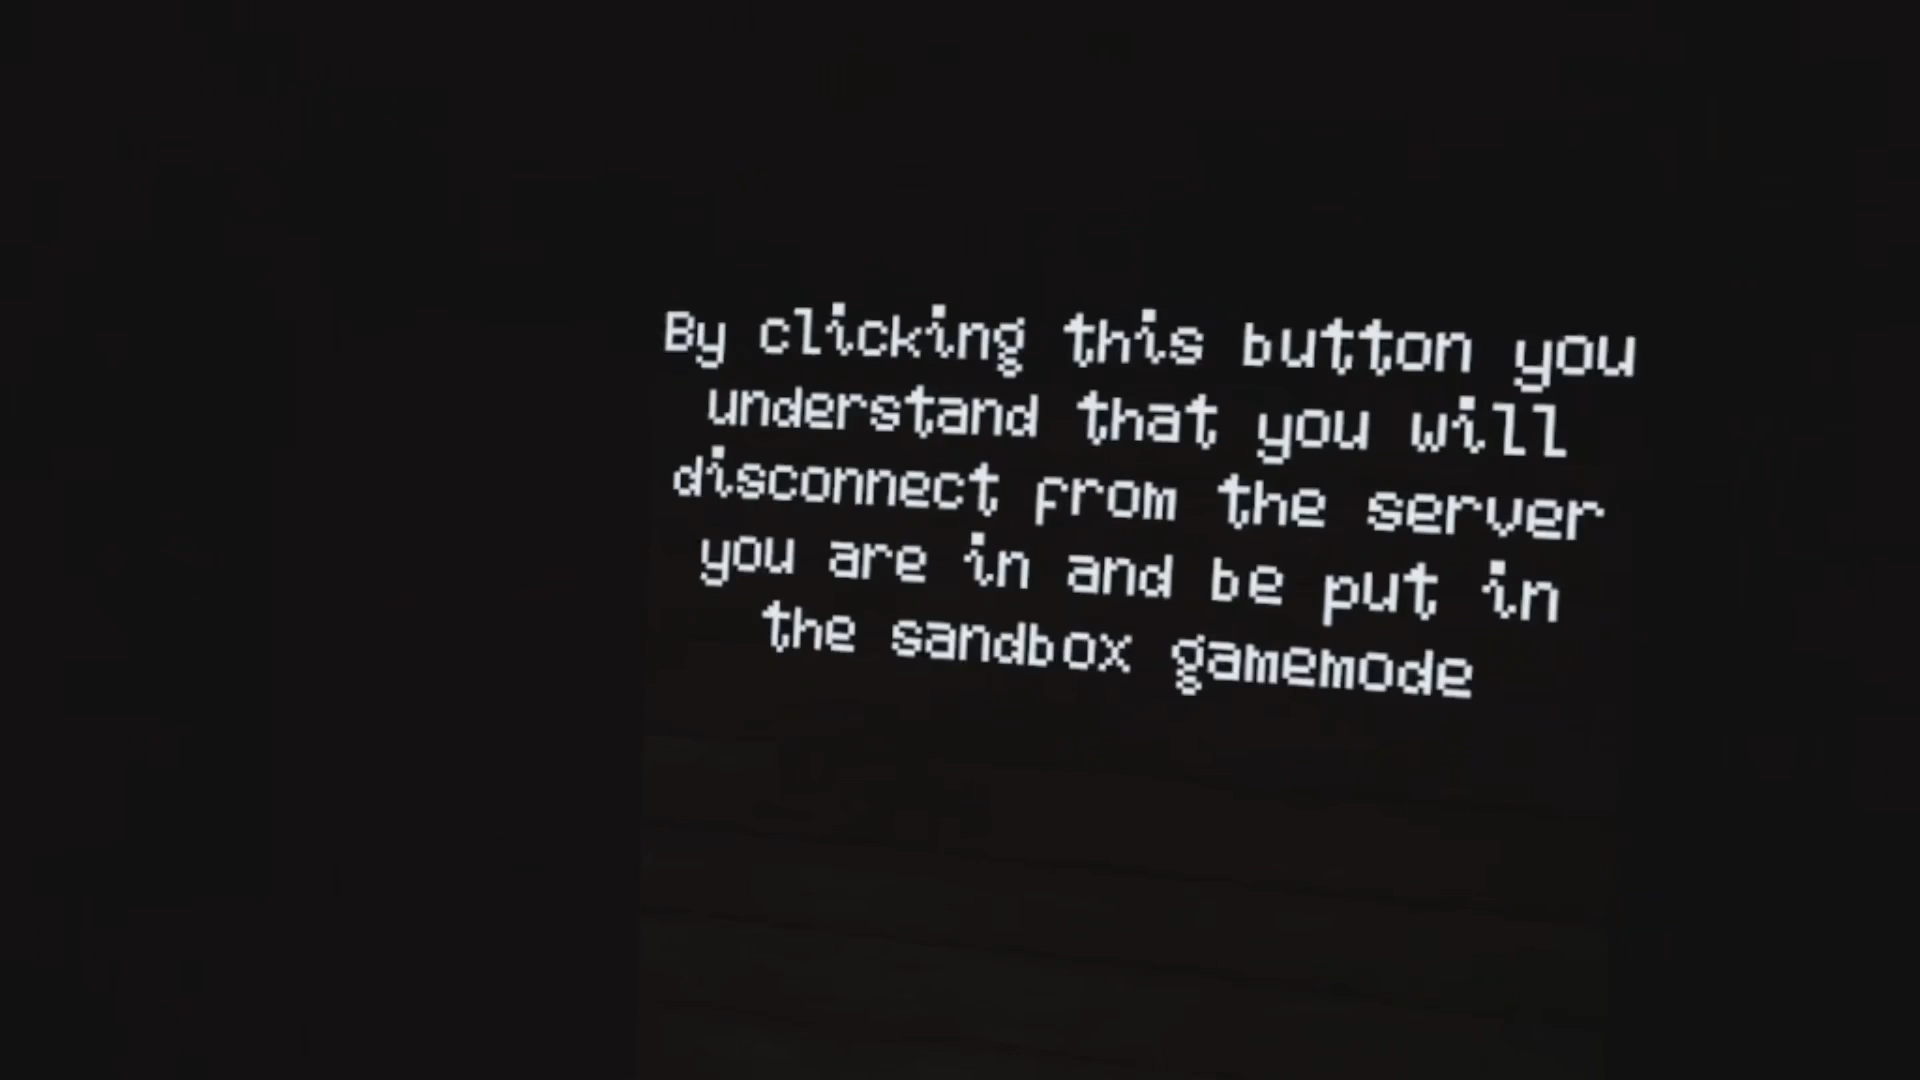 By clicking this button you
understand that you will
disconnect from the server
you are in and be put in
the sandbox gamemode